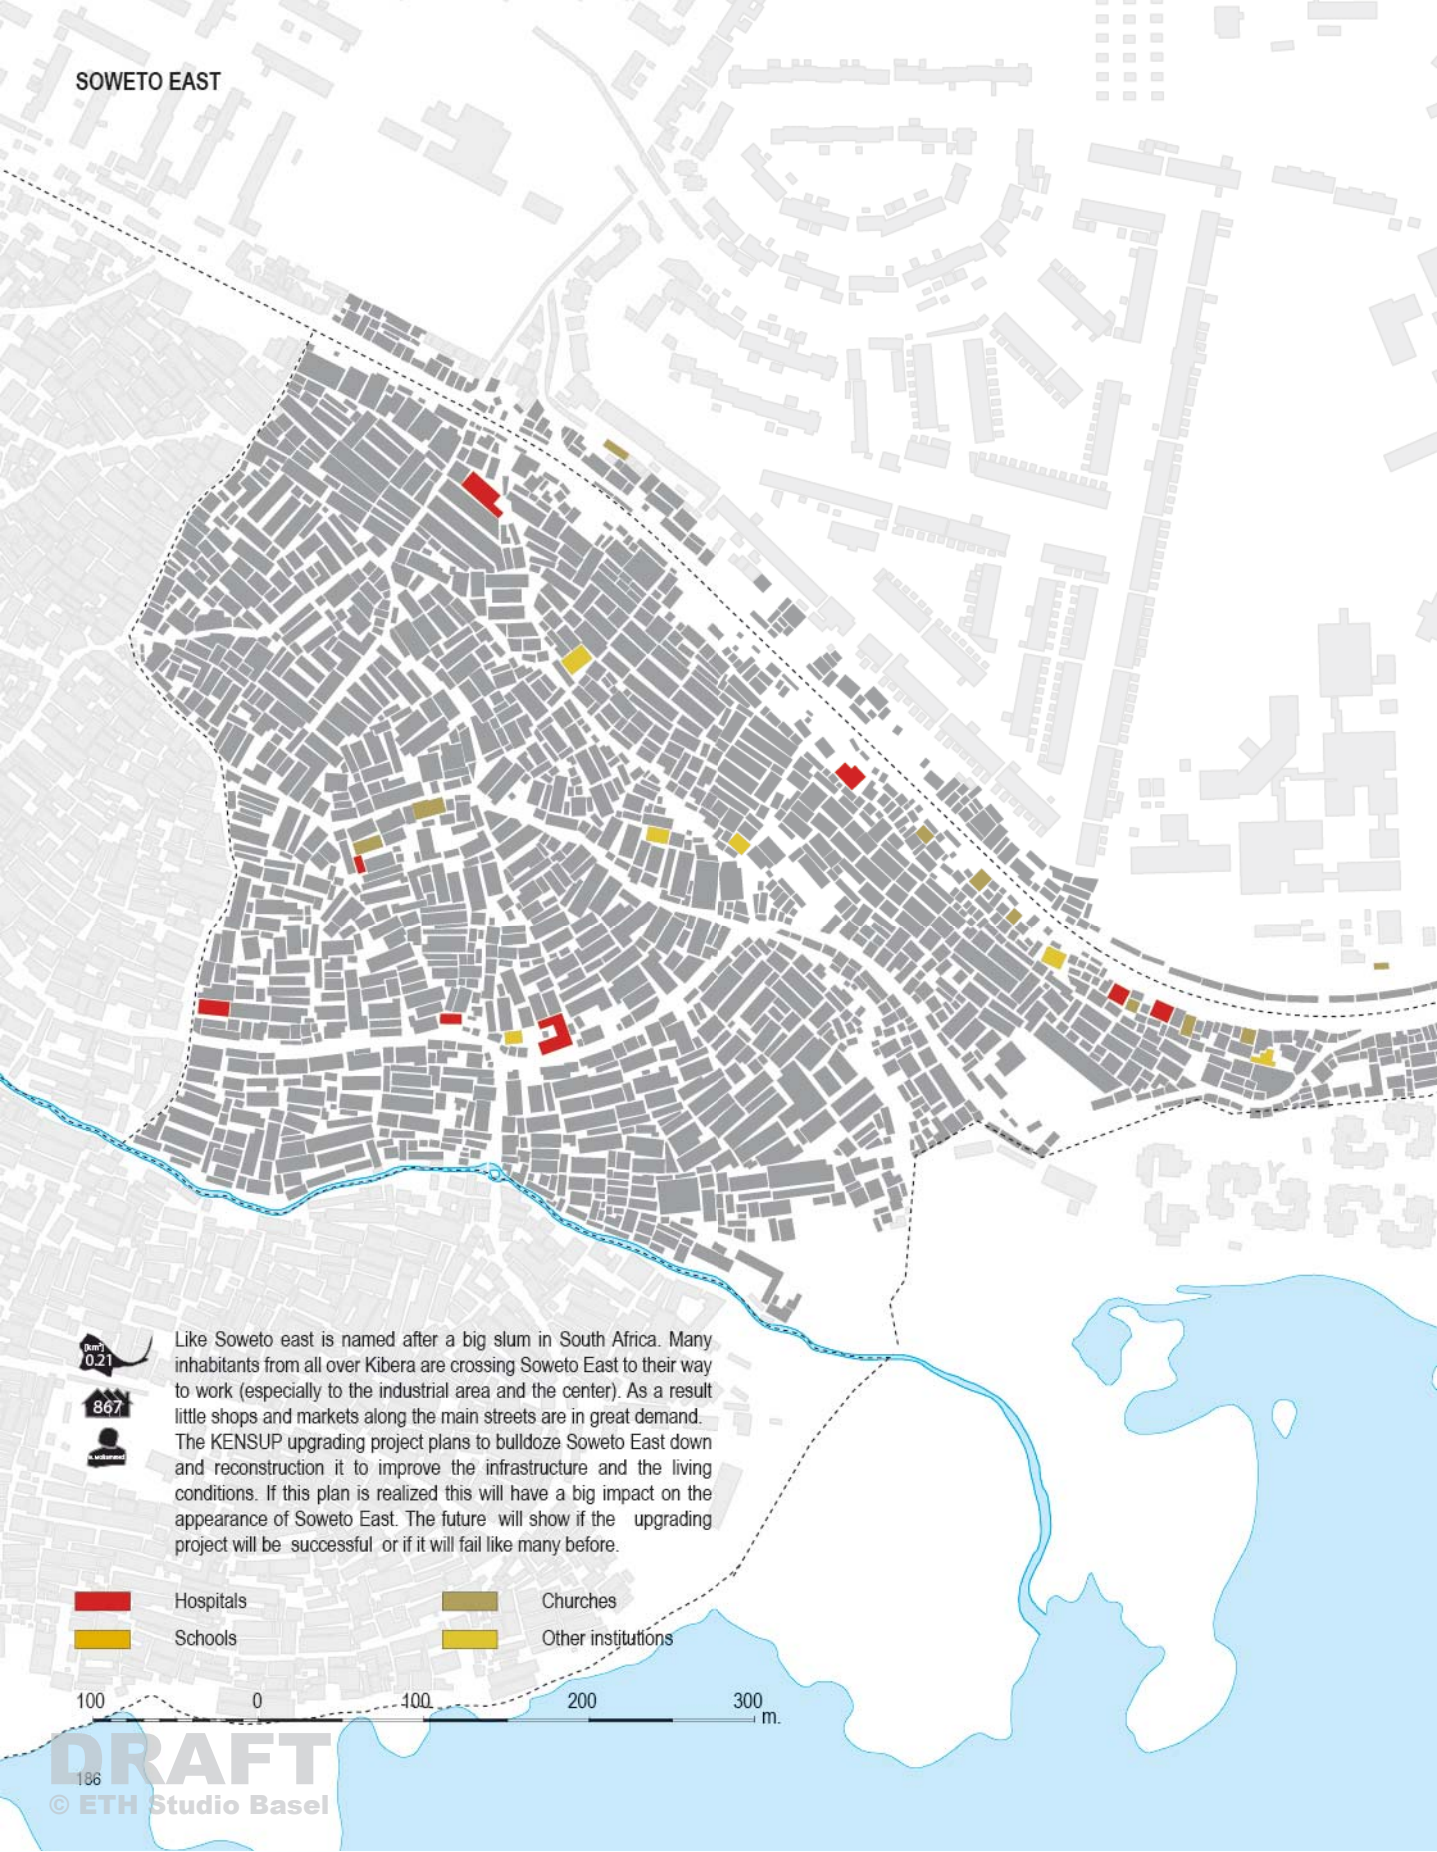 SOWETO EAST
[km²]
0.21
867
M. Mohammed
Like Soweto east is named after a big slum in South Africa. Many
inhabitants from all over Kibera are crossing Soweto East to their way
to work (especially to the industrial area and the center). As a result
little shops and markets along the main streets are in great demand.
The KENSUP upgrading project plans to bulldoze Soweto East down
and reconstruction it to improve the infrastructure and the living
conditions. If this plan is realized this will have a big impact on the
appearance of Soweto East. The future will show if the upgrading
project will be successful or if it will fail like many before.
Hospitals
Churches
Schools
Other institutions
100 0 100 200 300
m.
DRAFT
186
© ETH Studio Basel